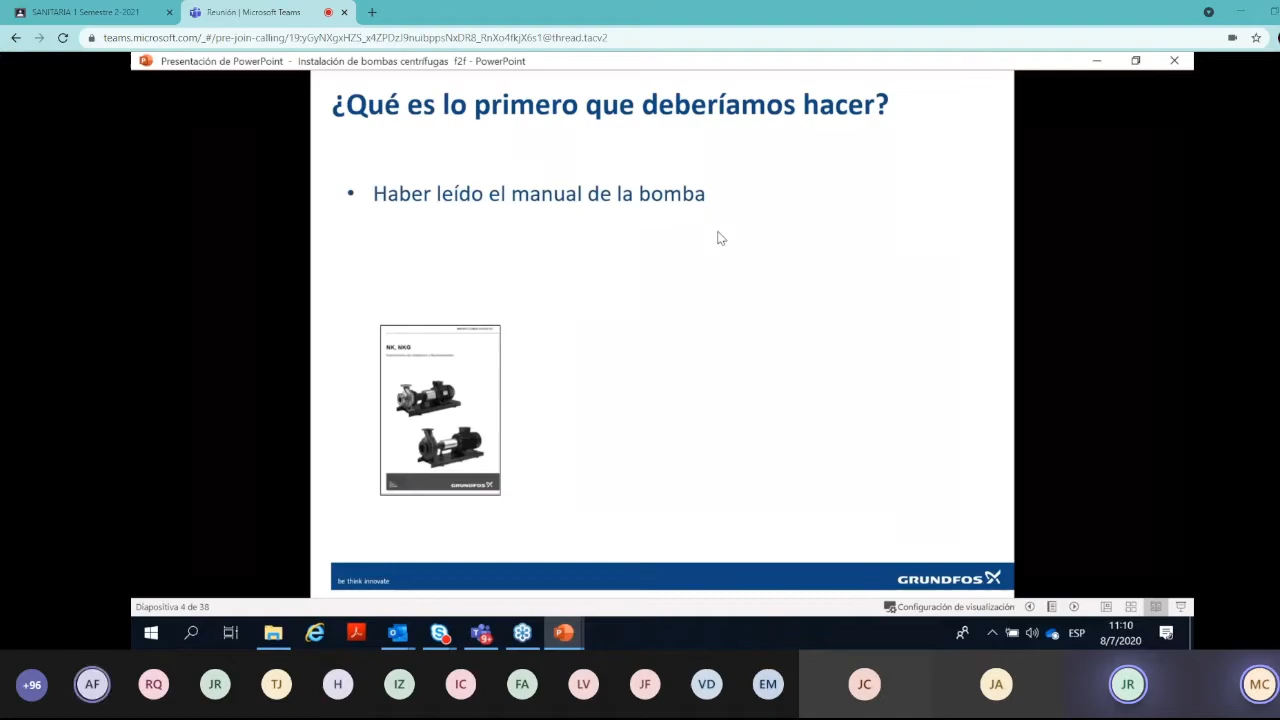 SANITARIA 1 Semestre 2-2021
Reunión | Microsoft Teams
teams.microsoft.com/_#/pre-join-calling/19:yGyNXgxHZS_x4ZPDzJ9nuibppsNxDR8_RnXo4fkjX6s1@thread.tacv2
Presentación de PowerPoint - Instalación de bombas centrífugas f2f - PowerPoint
¿Qué es lo primero que deberíamos hacer?
• Haber leído el manual de la bomba
NK, NKG
GRUNDFOS
be think innovate
GRUNDFOS
Diapositiva 4 de 38
Configuración de visualización
9+
ESP
11:10
8/7/2020
+96
AF
RQ
JR
TJ
H
IZ
IC
FA
LV
JF
VD
EM
JC
JA
JR
MC